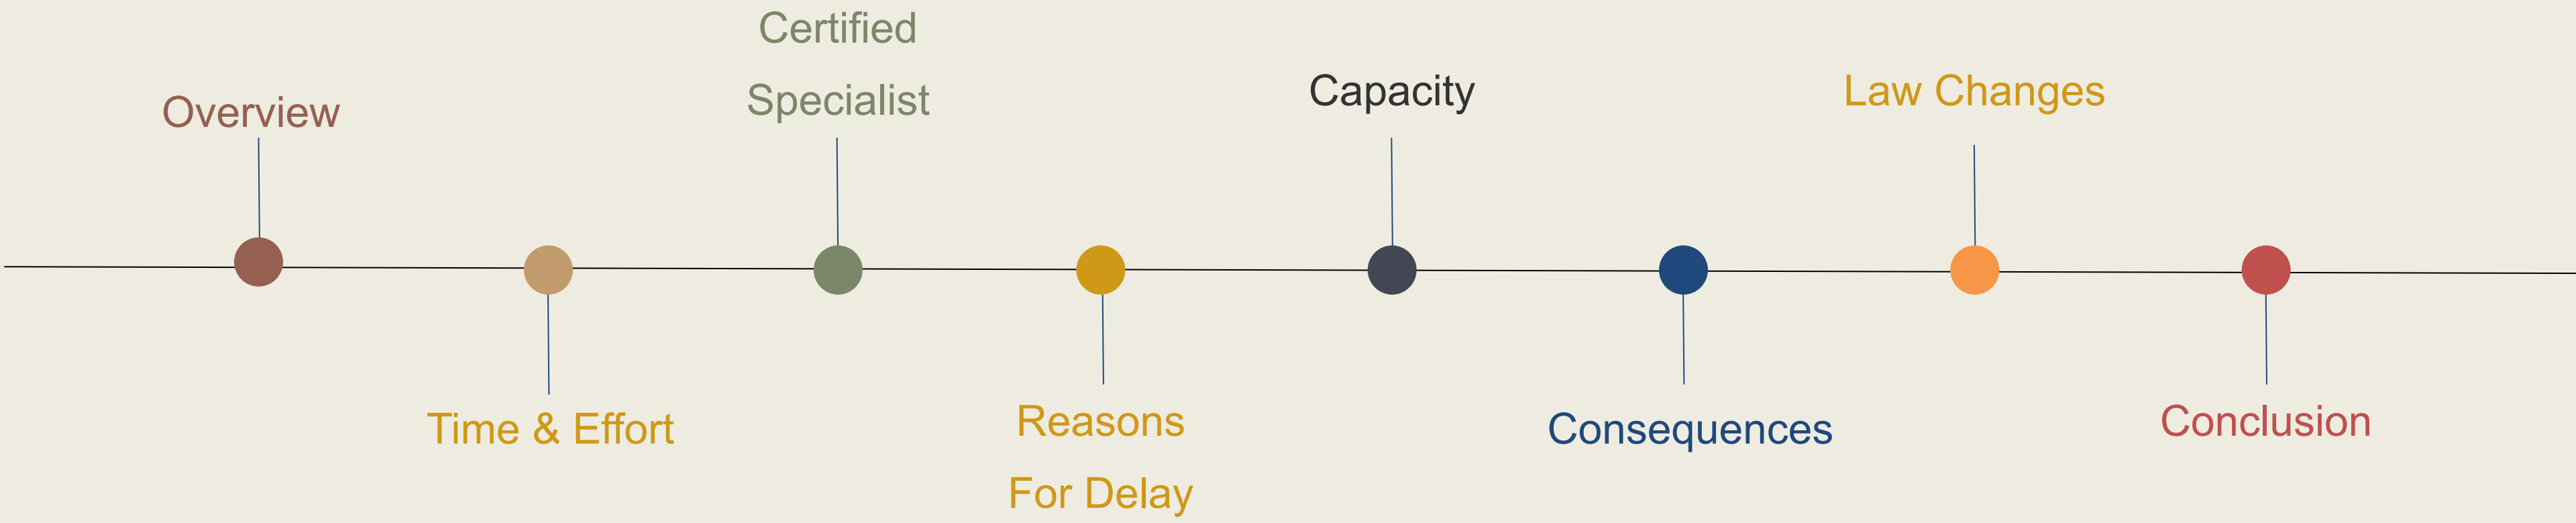 Overview
Time & Effort
Certified
Specialist
Reasons
For Delay
Capacity
Consequences
Law Changes
Conclusion